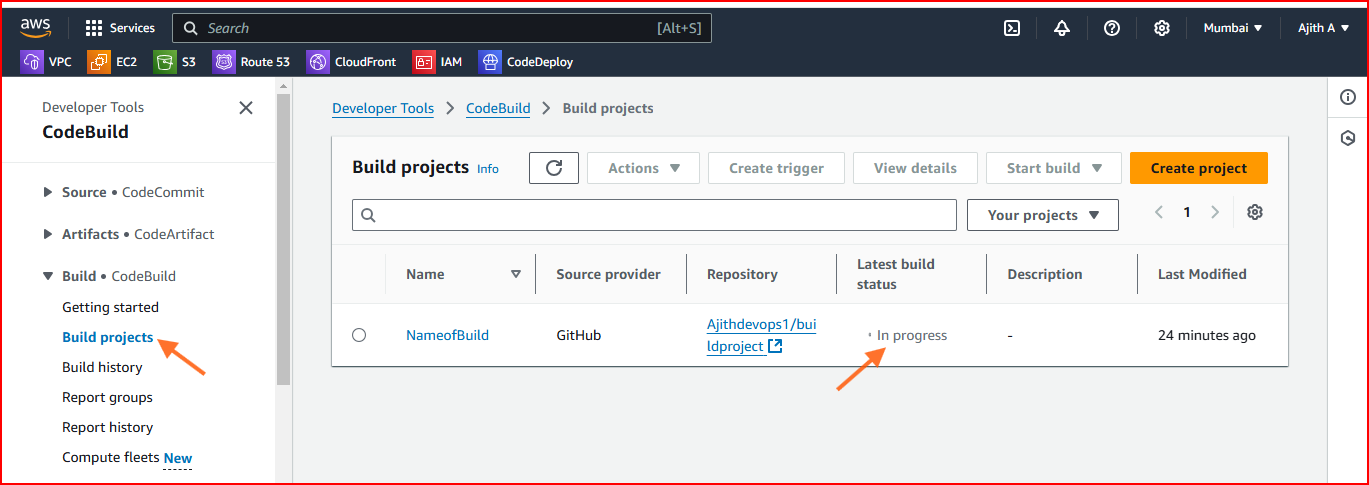 aws
Services
Search
[Alt+S]
Mumbai
Ajith A
VPC
EC2
S3
Route 53
CloudFront
IAM
CodeDeploy
Developer Tools
CodeBuild
Source • CodeCommit
Artifacts • CodeArtifact
Build • CodeBuild
Getting started
Build projects
Build history
Report groups
Report history
Compute fleets New
Developer Tools
CodeBuild
Build projects
Build projects Info
Actions
Create trigger
View details
Start build
Create project
Your projects
1
Name
Source provider
Repository
Latest build
status
Description
Last Modified
NameofBuild
GitHub
Ajithdevops1/bui
ldproject
In progress
-
24 minutes ago